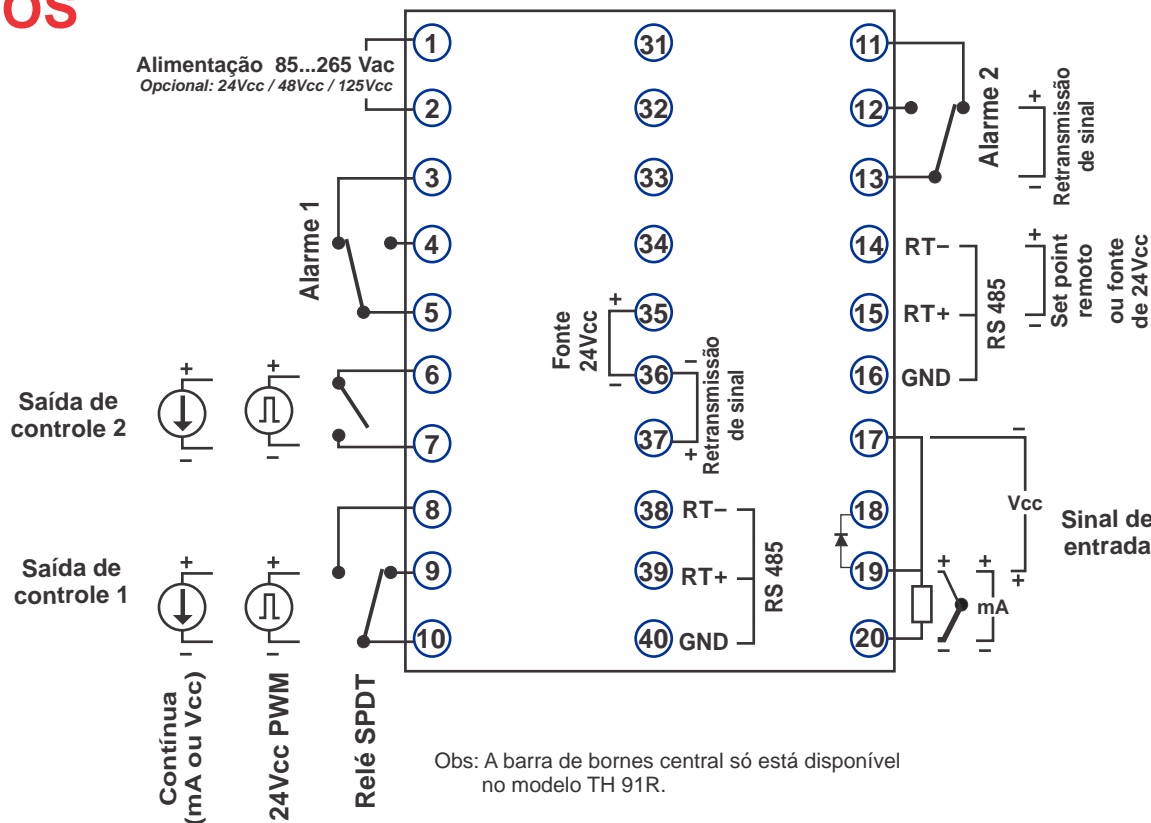 OS
Alimentação 85...265 Vac
Opcional: 24Vcc / 48Vcc / 125Vcc
1
2
3
4
5
6
7
8
9
10
Alarme 1
Saída de
controle 2
+
−
+
−
Saída de
controle 1
+
−
+
−
Contínua
(mA ou Vcc)
24Vcc PWM
Relé SPDT
31
32
33
34
35
36
37
38
39
40
Fonte
24Vcc
+
−
−
+
Retransmissão
de sinal
RT−
RT+
GND
RS 485
11
12
13
14
15
16
17
18
19
20
Alarme 2
+
−
Retransmissão
de sinal
RT−
RT+
GND
RS 485
+
−
Set point
remoto
ou fonte
de 24Vcc
−
Vcc
+
Sinal de
entrada
+
−
+
mA
−
Obs: A barra de bornes central só está disponível
no modelo TH 91R.